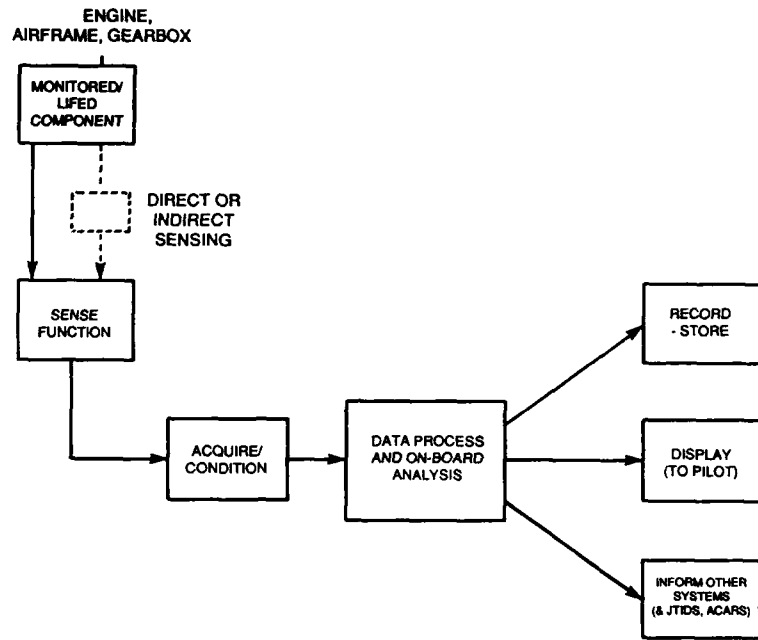 ENGINE,
AIRFRAME, GEARBOX
MONITORED/
LIFED
COMPONENT
DIRECT OR
INDIRECT
SENSING
SENSE
FUNCTION
ACQUIRE/
CONDITION
DATA PROCESS
AND ON-BOARD
ANALYSIS
RECORD
- STORE
DISPLAY
(TO PILOT)
INFORM OTHER
SYSTEMS
(& JTIDS, ACARS)